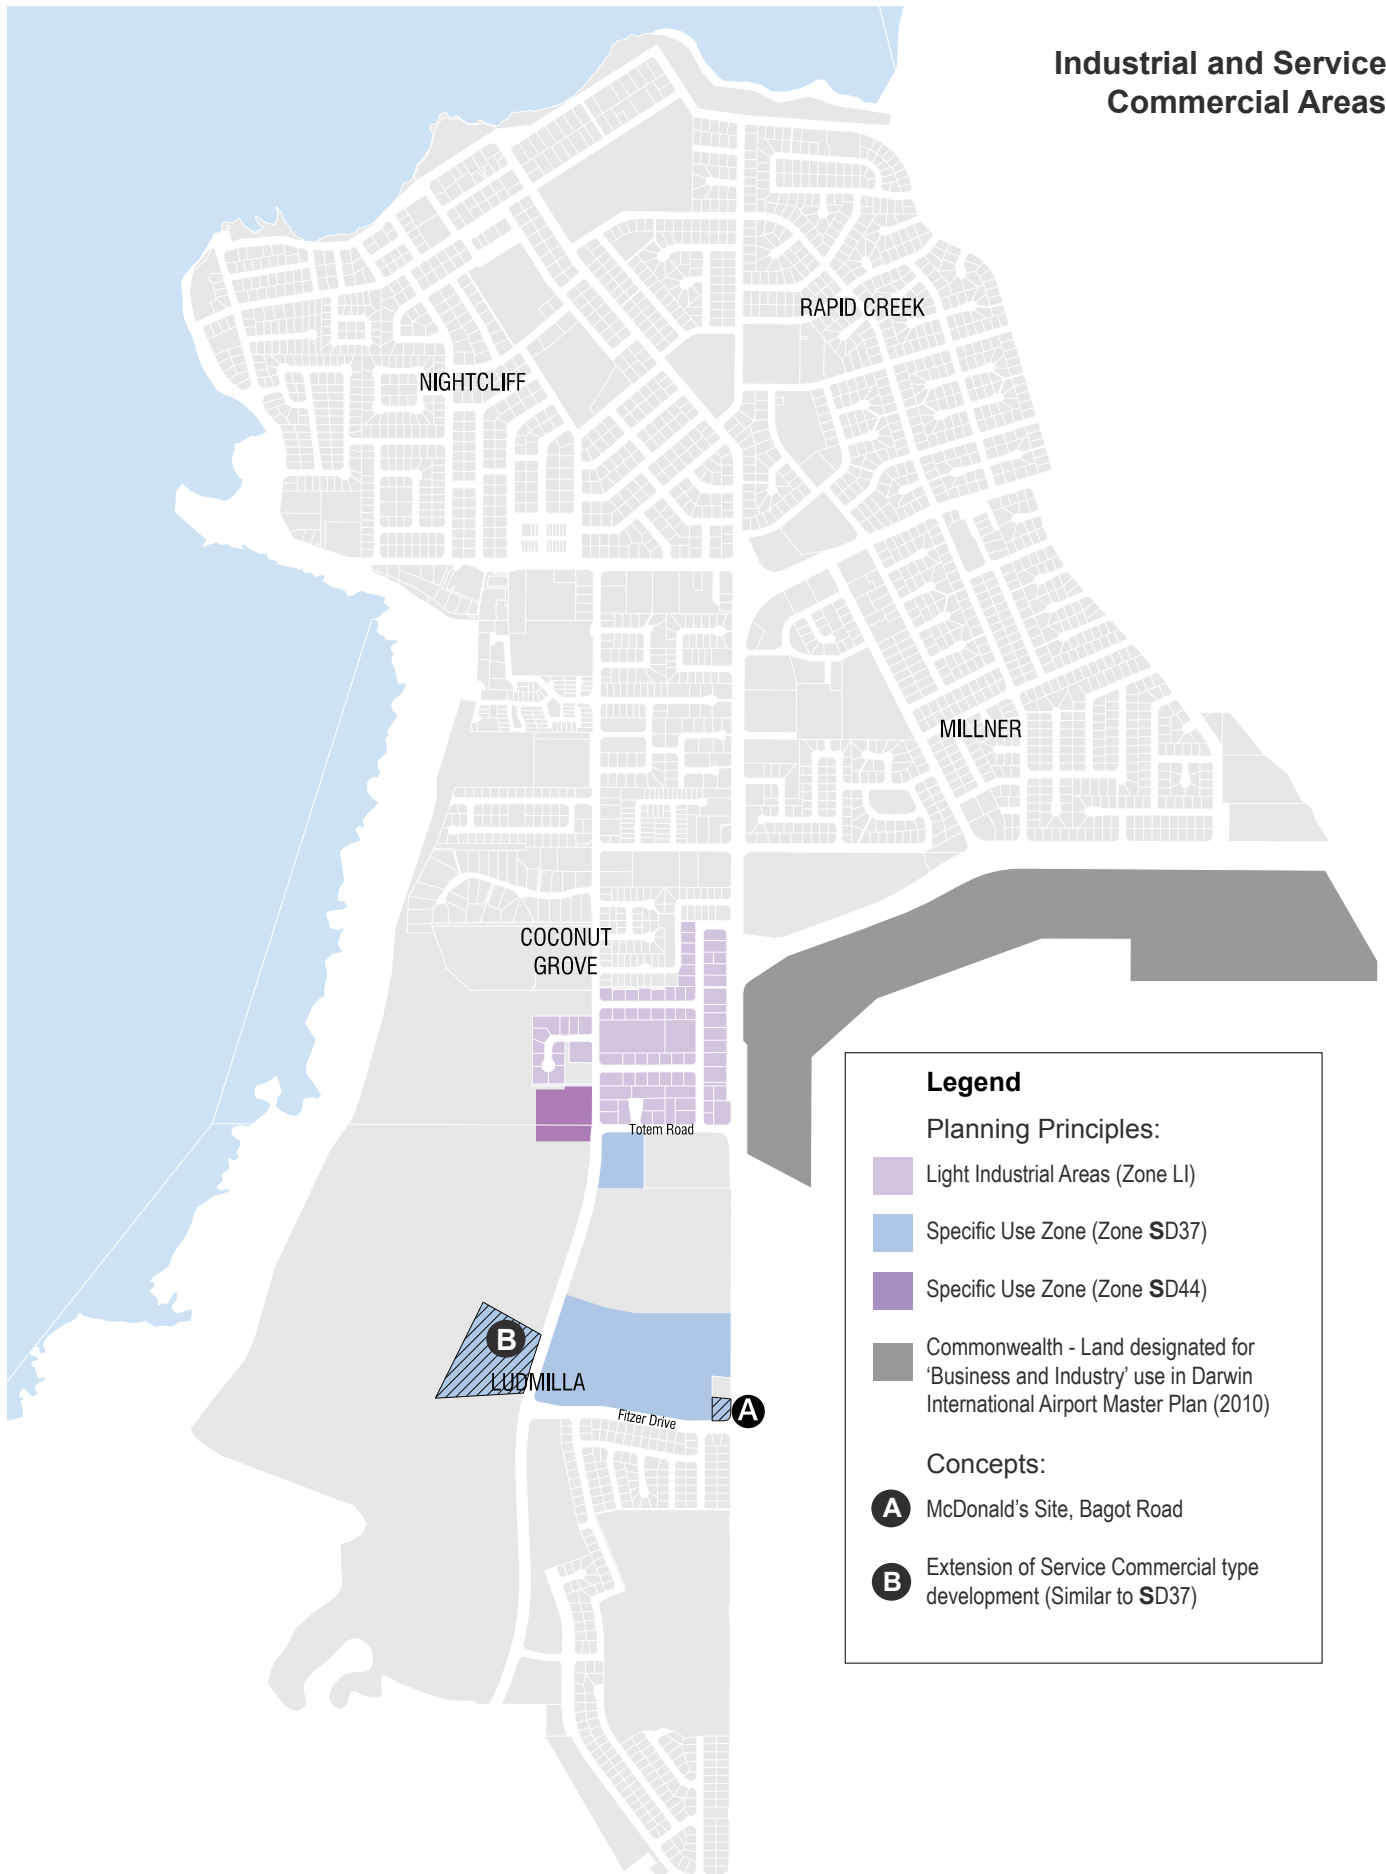 Industrial and Service
Commercial Areas
RAPID CREEK
NIGHTCLIFF
MILLNER
COCONUT
GROVE
Totem Road
B
LUDMILLA
A
Fitzer Drive
Legend
Planning Principles:
Light Industrial Areas (Zone LI)
Specific Use Zone (Zone SD37)
Specific Use Zone (Zone SD44)
Commonwealth - Land designated for
‘Business and Industry’ use in Darwin
International Airport Master Plan (2010)
Concepts:
A McDonald’s Site, Bagot Road
B Extension of Service Commercial type
development (Similar to SD37)